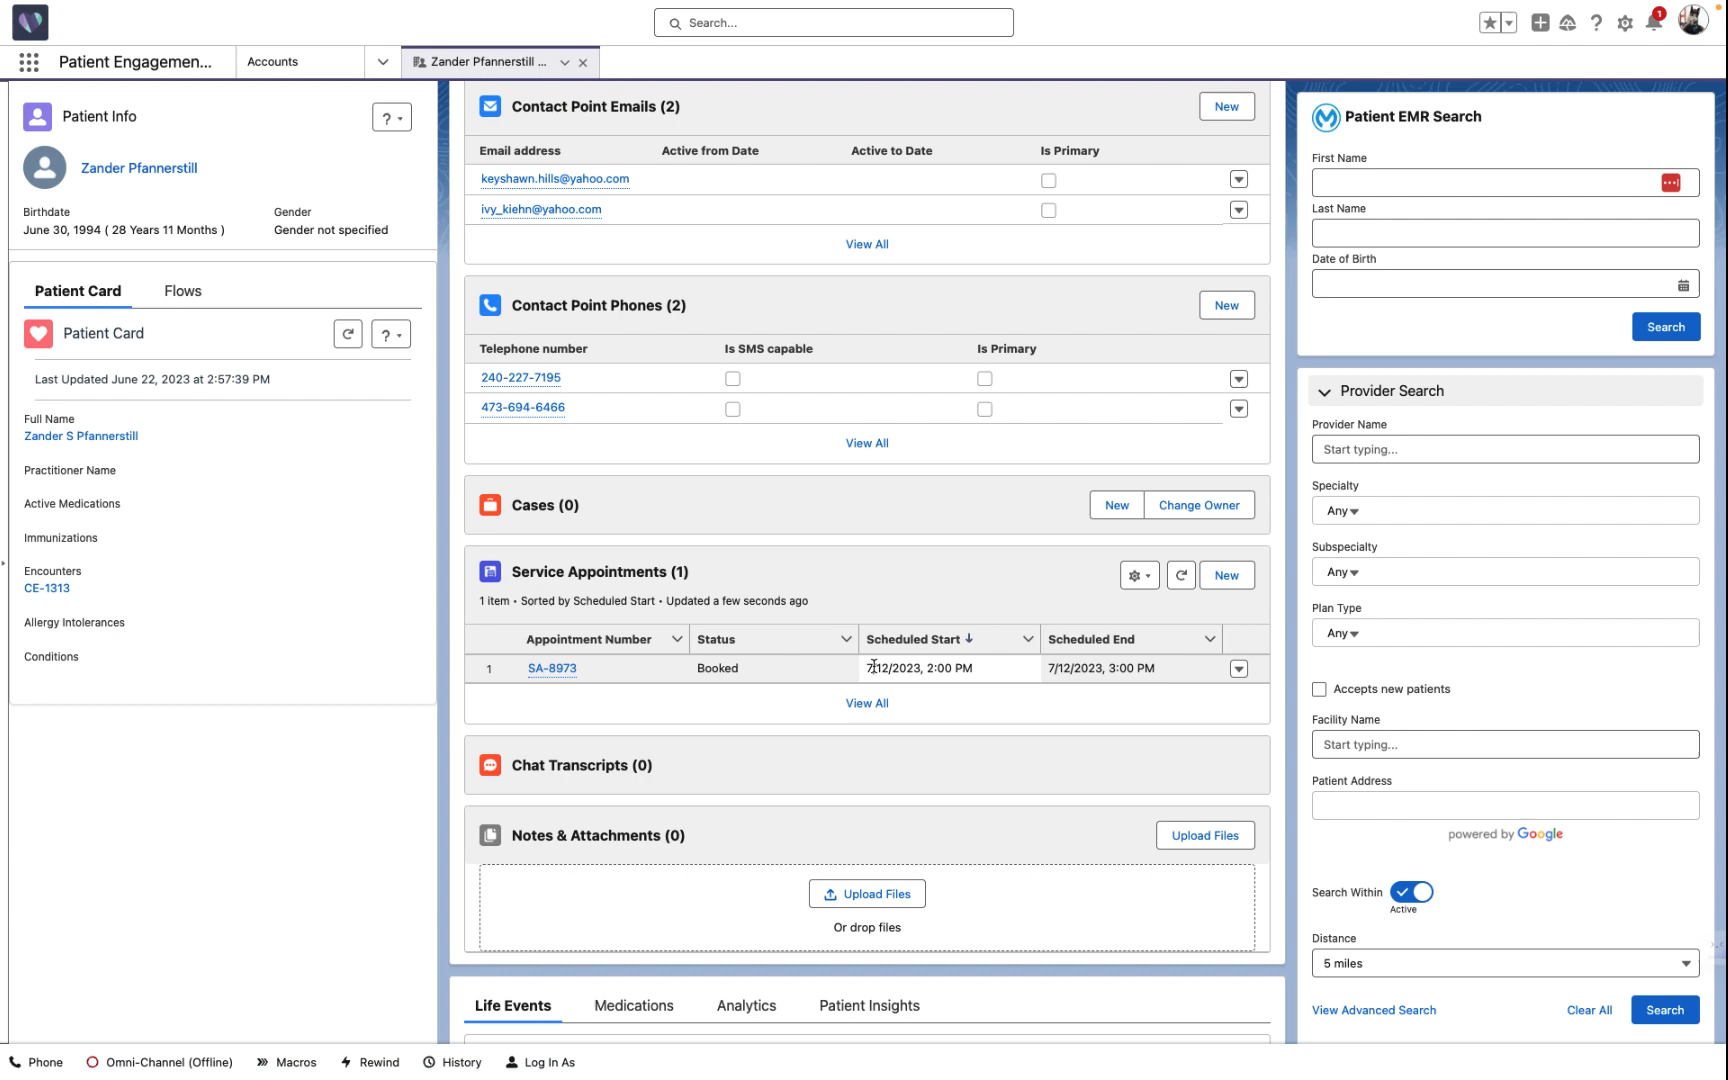 Search...
1
Patient Engagemen...
Accounts
Zander Pfannerstill ...
Patient Info
?
Zander Pfannerstill
Birthdate
Gender
June 30, 1994 ( 28 Years 11 Months )
Gender not specified
Patient Card
Flows
Patient Card
?
Last Updated June 22, 2023 at 2:57:39 PM
Full Name
Zander S Pfannerstill
Practitioner Name
Active Medications
Immunizations
Encounters
CE-1313
Allergy Intolerances
Conditions
Contact Point Emails (2)
New
Email address
Active from Date
Active to Date
Is Primary
keyshawn.hills@yahoo.com
ivy_kiehn@yahoo.com
View All
Contact Point Phones (2)
New
Telephone number
Is SMS capable
Is Primary
240-227-7195
473-694-6466
View All
Cases (0)
New
Change Owner
Service Appointments (1)
New
1 item • Sorted by Scheduled Start • Updated a few seconds ago
Appointment Number
Status
Scheduled Start
Scheduled End
1
SA-8973
Booked
7/12/2023, 2:00 PM
7/12/2023, 3:00 PM
View All
Chat Transcripts (0)
Notes & Attachments (0)
Upload Files
Upload Files
Or drop files
Life Events
Medications
Analytics
Patient Insights
Patient EMR Search
First Name
Last Name
Date of Birth
Search
Provider Search
Provider Name
Start typing...
Specialty
Any
Subspecialty
Any
Plan Type
Any
Accepts new patients
Facility Name
Start typing...
Patient Address
powered by Google
Search Within
Active
Distance
5 miles
View Advanced Search
Clear All
Search
Phone
Omni-Channel (Offline)
Macros
Rewind
History
Log In As